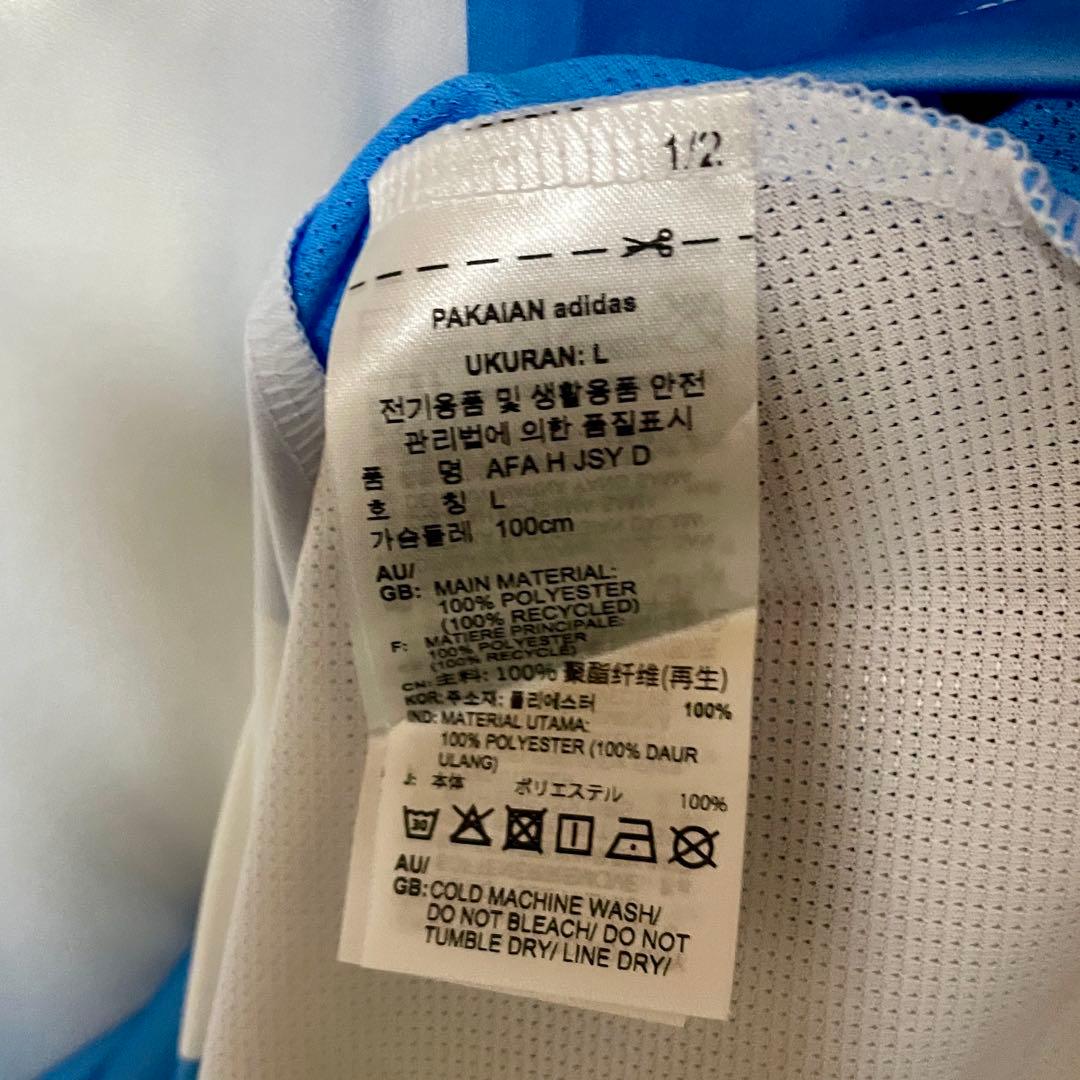 1/2
PAKAIAN adidas
UKURAN: L
전기용품 및 생활용품 안전
관리법에 의한 품질표시
품 명 AFA H JSY D
호 칭 L
가슴둘레 100cm
AU/
GB: MAIN MATERIAL:
100% POLYESTER
(100% RECYCLED)
F: MATIERE PRINCIPALE:
100% POLYESTER
(100% RECYCLE)
CN: 主料: 100% 聚酯纤维(再生)
KOR: 주소재: 폴리에스터 100%
IND: MATERIAL UTAMA:
100% POLYESTER (100% DAUR
ULANG)
J: 本体 ポリエステル 100%
30
AU/
GB: COLD MACHINE WASH/
DO NOT BLEACH/ DO NOT
TUMBLE DRY/ LINE DRY/